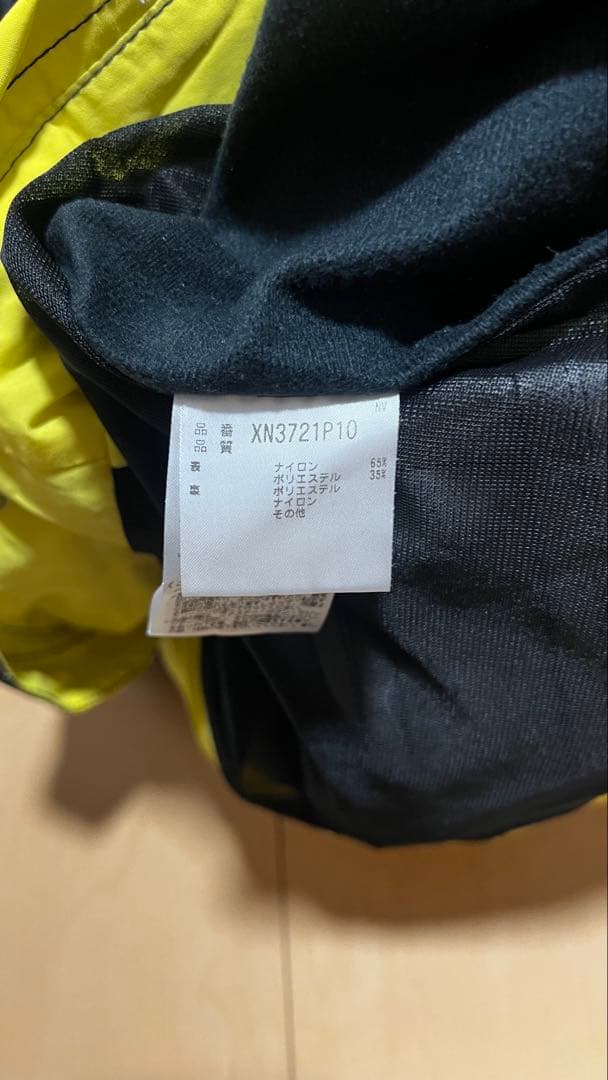 NV
品番 XN3721P10
品質
表 ナイロン 65%
ポリエステル 35%
裏 ポリエステル
ナイロン
その他